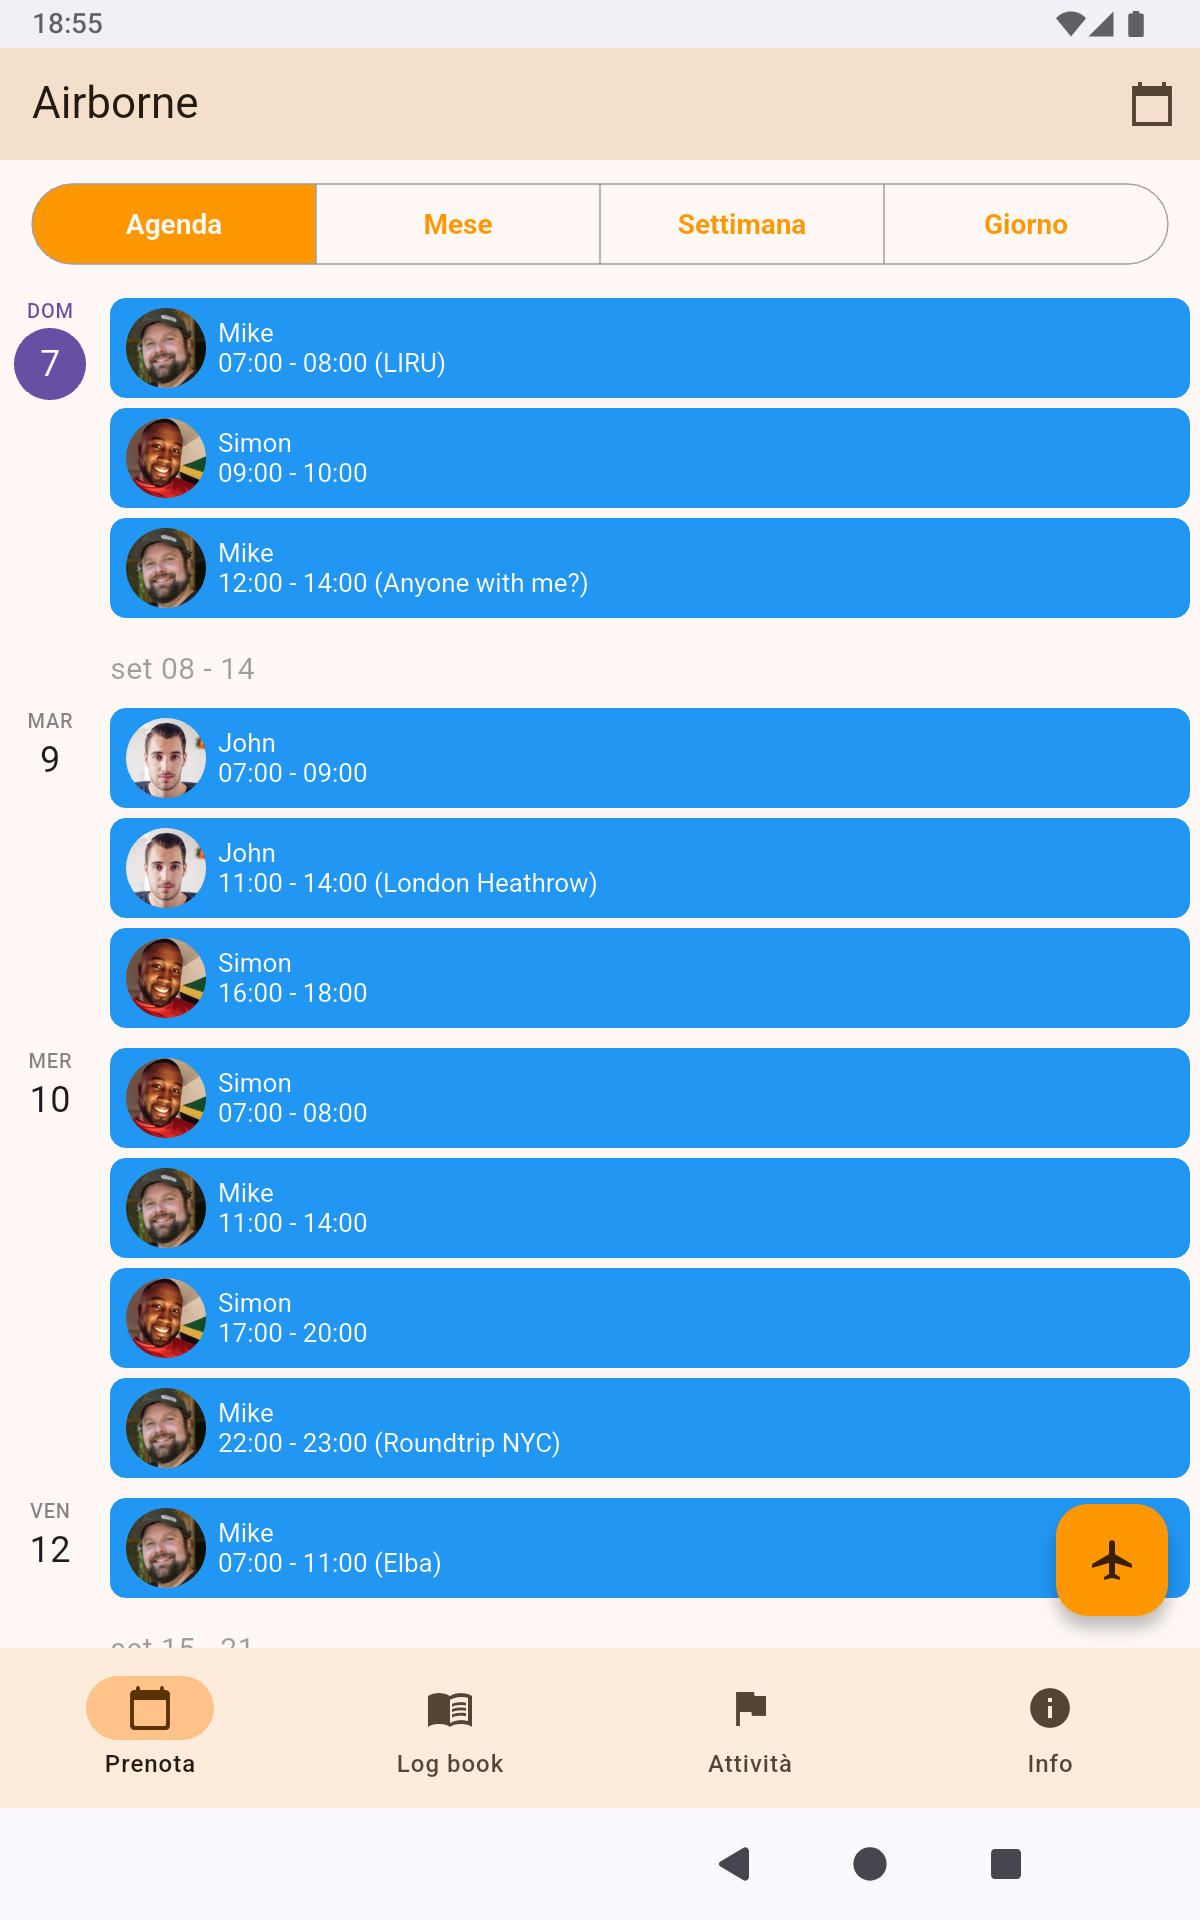 18:55
Airborne
Agenda
Mese
Settimana
Giorno
DOM
7
Mike
07:00 - 08:00 (LIRU)
Simon
09:00 - 10:00
Mike
12:00 - 14:00 (Anyone with me?)
set 08 - 14
MAR
9
John
07:00 - 09:00
John
11:00 - 14:00 (London Heathrow)
Simon
16:00 - 18:00
MER
10
Simon
07:00 - 08:00
Mike
11:00 - 14:00
Simon
17:00 - 20:00
Mike
22:00 - 23:00 (Roundtrip NYC)
VEN
12
Mike
07:00 - 11:00 (Elba)
set 15 - 21
Prenota
Log book
Attività
Info